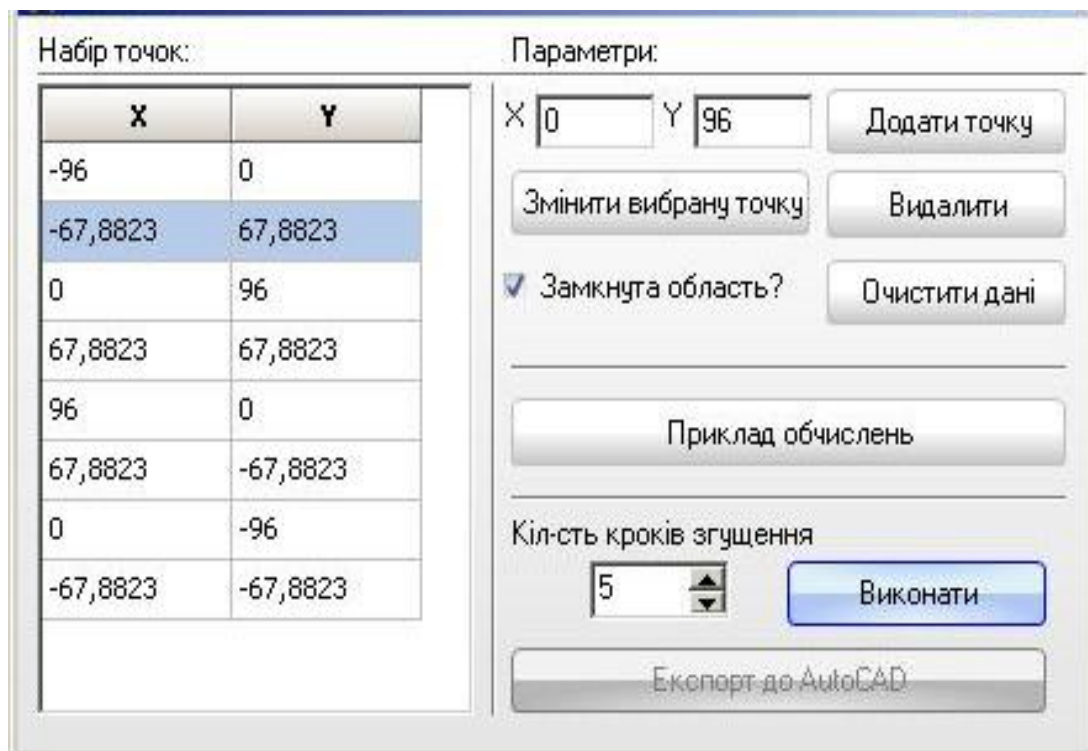 Набір точок:
X Y
-96 0
-67,8823 67,8823
0 96
67,8823 67,8823
96 0
67,8823 -67,8823
0 -96
-67,8823 -67,8823
Параметри:
X 0 Y 96 Додати точку
Змінити вибрану точку Видалити
Замкнута область? Очистити дані
Приклад обчислень
Кіл-сть кроків згущення
5 Виконати
Експорт до AutoCAD